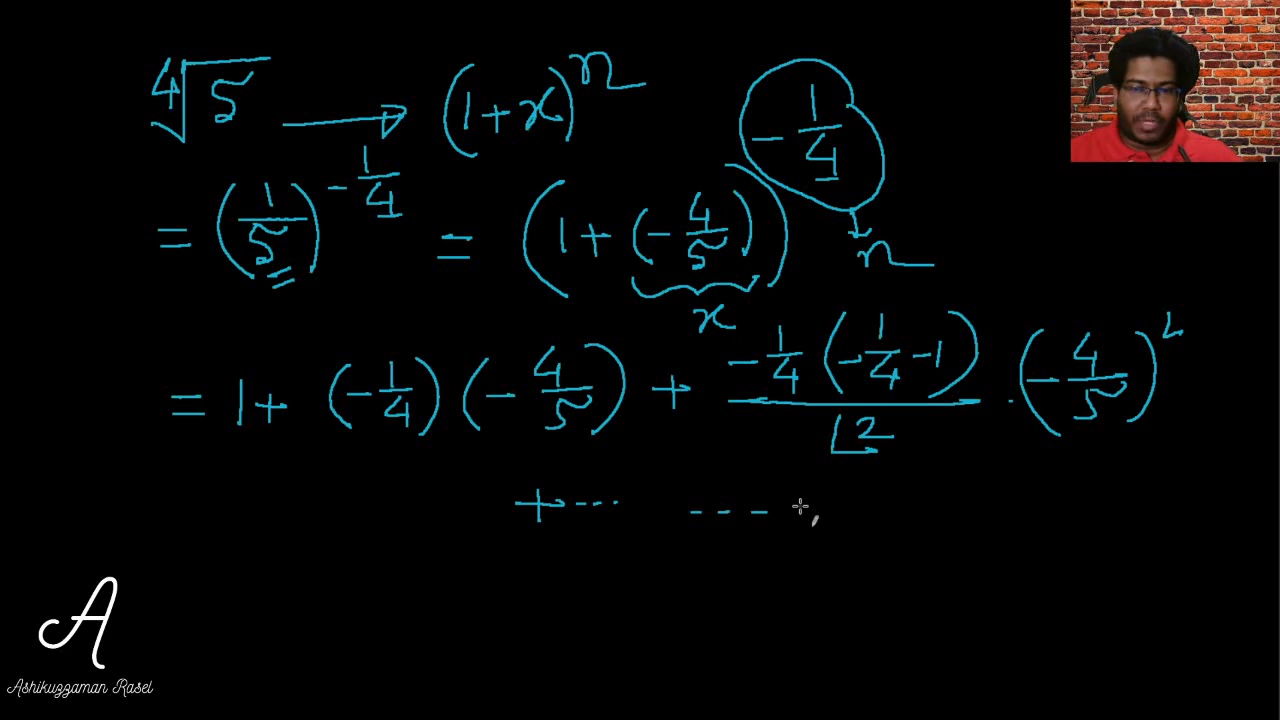 ∜5 → (1+x)^n
= (1/5)^(-1/4) = (1 + (-4/5))^(-1/4)
x n
= 1 + (-1/4)(-4/5) + (-1/4(-1/4-1))/⌊2 · (-4/5)^2
+ ... ---
A
Ashikuzzaman Rasel